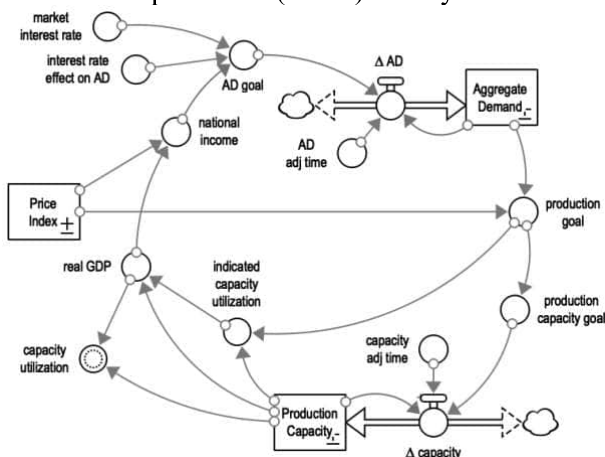 market
interest rate
interest rate
effect on AD
AD goal
Δ AD
Aggregate
Demand
national
income
AD
adj time
Price
Index
production
goal
real GDP
indicated
capacity
utilization
production
capacity goal
capacity
adj time
capacity
utilization
Production
Capacity
Δ capacity